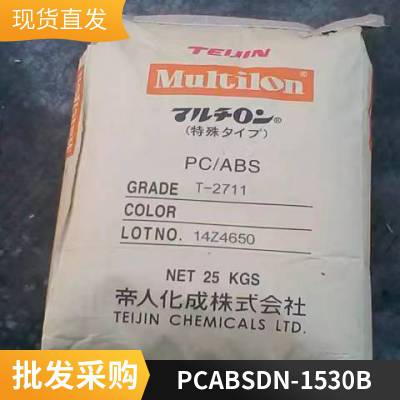 现货直发
TEIJIN
Multilon®
マルチロン®
(特殊タイプ)
PC/ABS
GRADE T-2711
COLOR
LOTNO. 14Z4650
NET 25 KGS
帝人化成株式会社
TEIJIN CHEMICALS LTD.
批发采购
PCABSDN-1530B